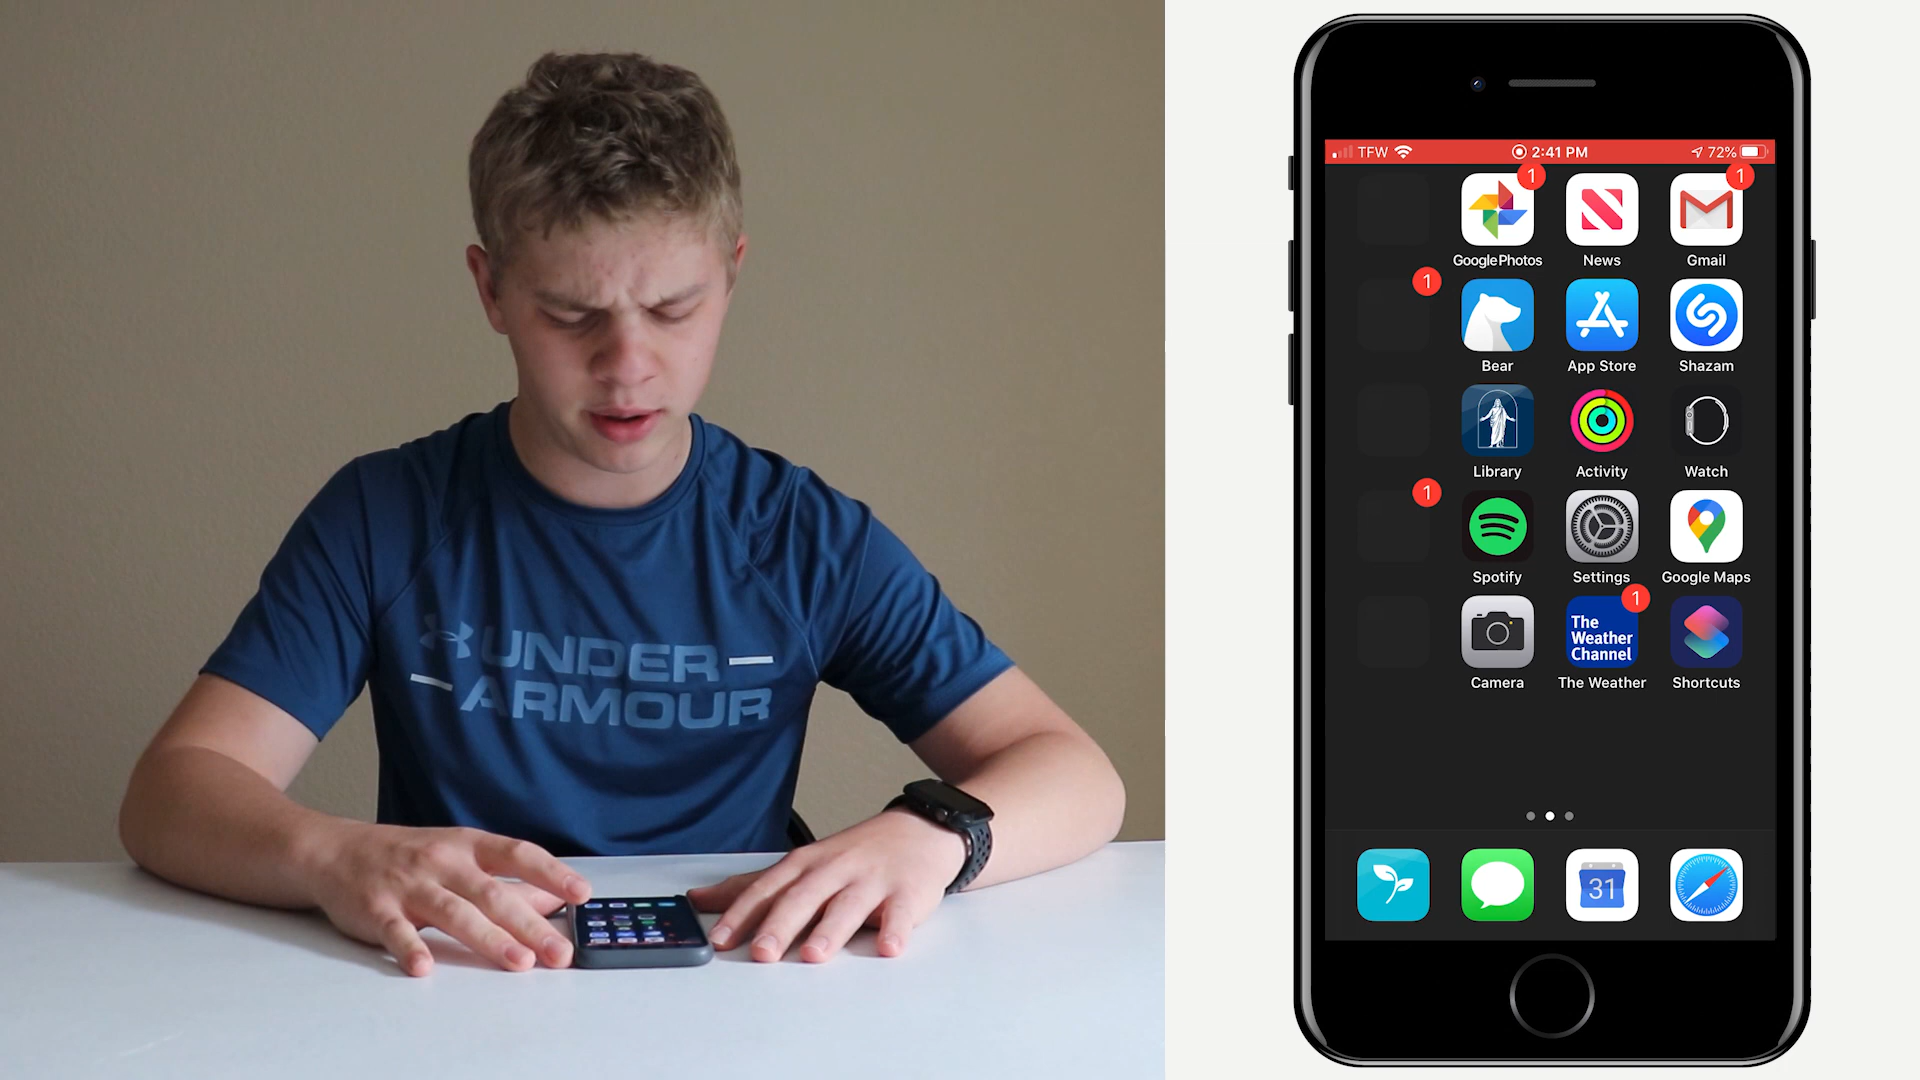 UNDER
ARMOUR
TFW 2:41 PM 72%
1 1
Google Photos News Gmail
1
Bear App Store Shazam
Library Activity Watch
1
Spotify Settings Google Maps
1
The
Weather
Channel
Camera The Weather Shortcuts
31